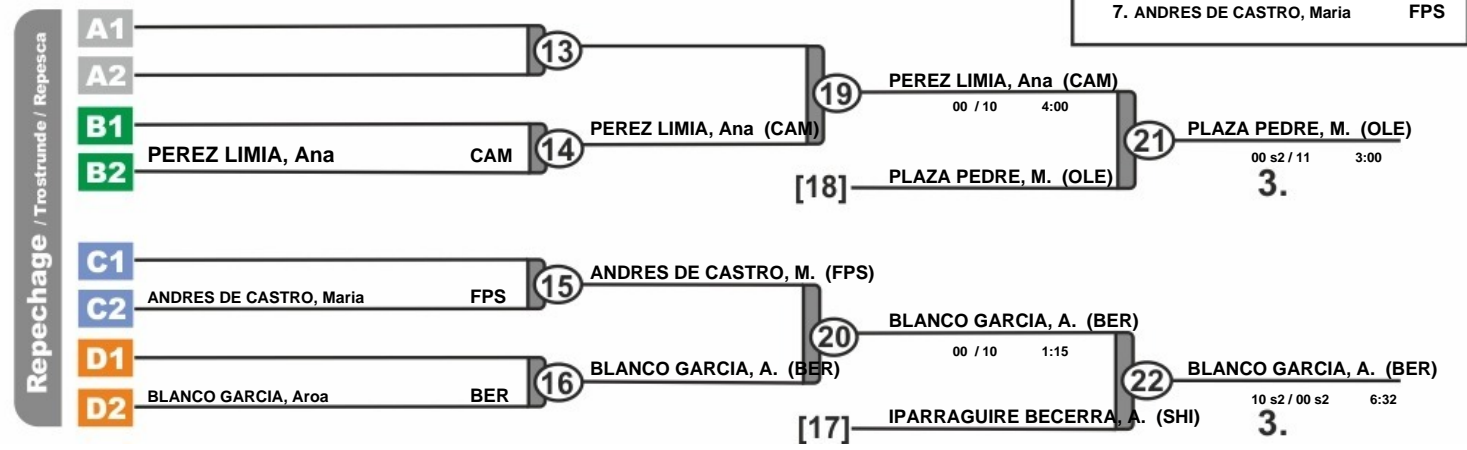 7. ANDRES DE CASTRO, Maria FPS
Repechage / Trostrunde / Repesca
A1
13
A2
19
PEREZ LIMIA, Ana (CAM)
00 / 10 4:00
B1
PEREZ LIMIA, Ana (CAM)
21
PLAZA PEDRE, M. (OLE)
PEREZ LIMIA, Ana CAM
14
00 s2 / 11 3:00
B2
[18]
PLAZA PEDRE, M. (OLE)
3.
C1
ANDRES DE CASTRO, M. (FPS)
15
C2
ANDRES DE CASTRO, Maria FPS
BLANCO GARCIA, A. (BER)
20
00 / 10 1:15
D1
BLANCO GARCIA, A. (BER)
22
BLANCO GARCIA, A. (BER)
16
D2
BLANCO GARCIA, Aroa BER
10 s2 / 00 s2 6:32
[17]
IPARRAGUIRE BECERRA, A. (SHI)
3.